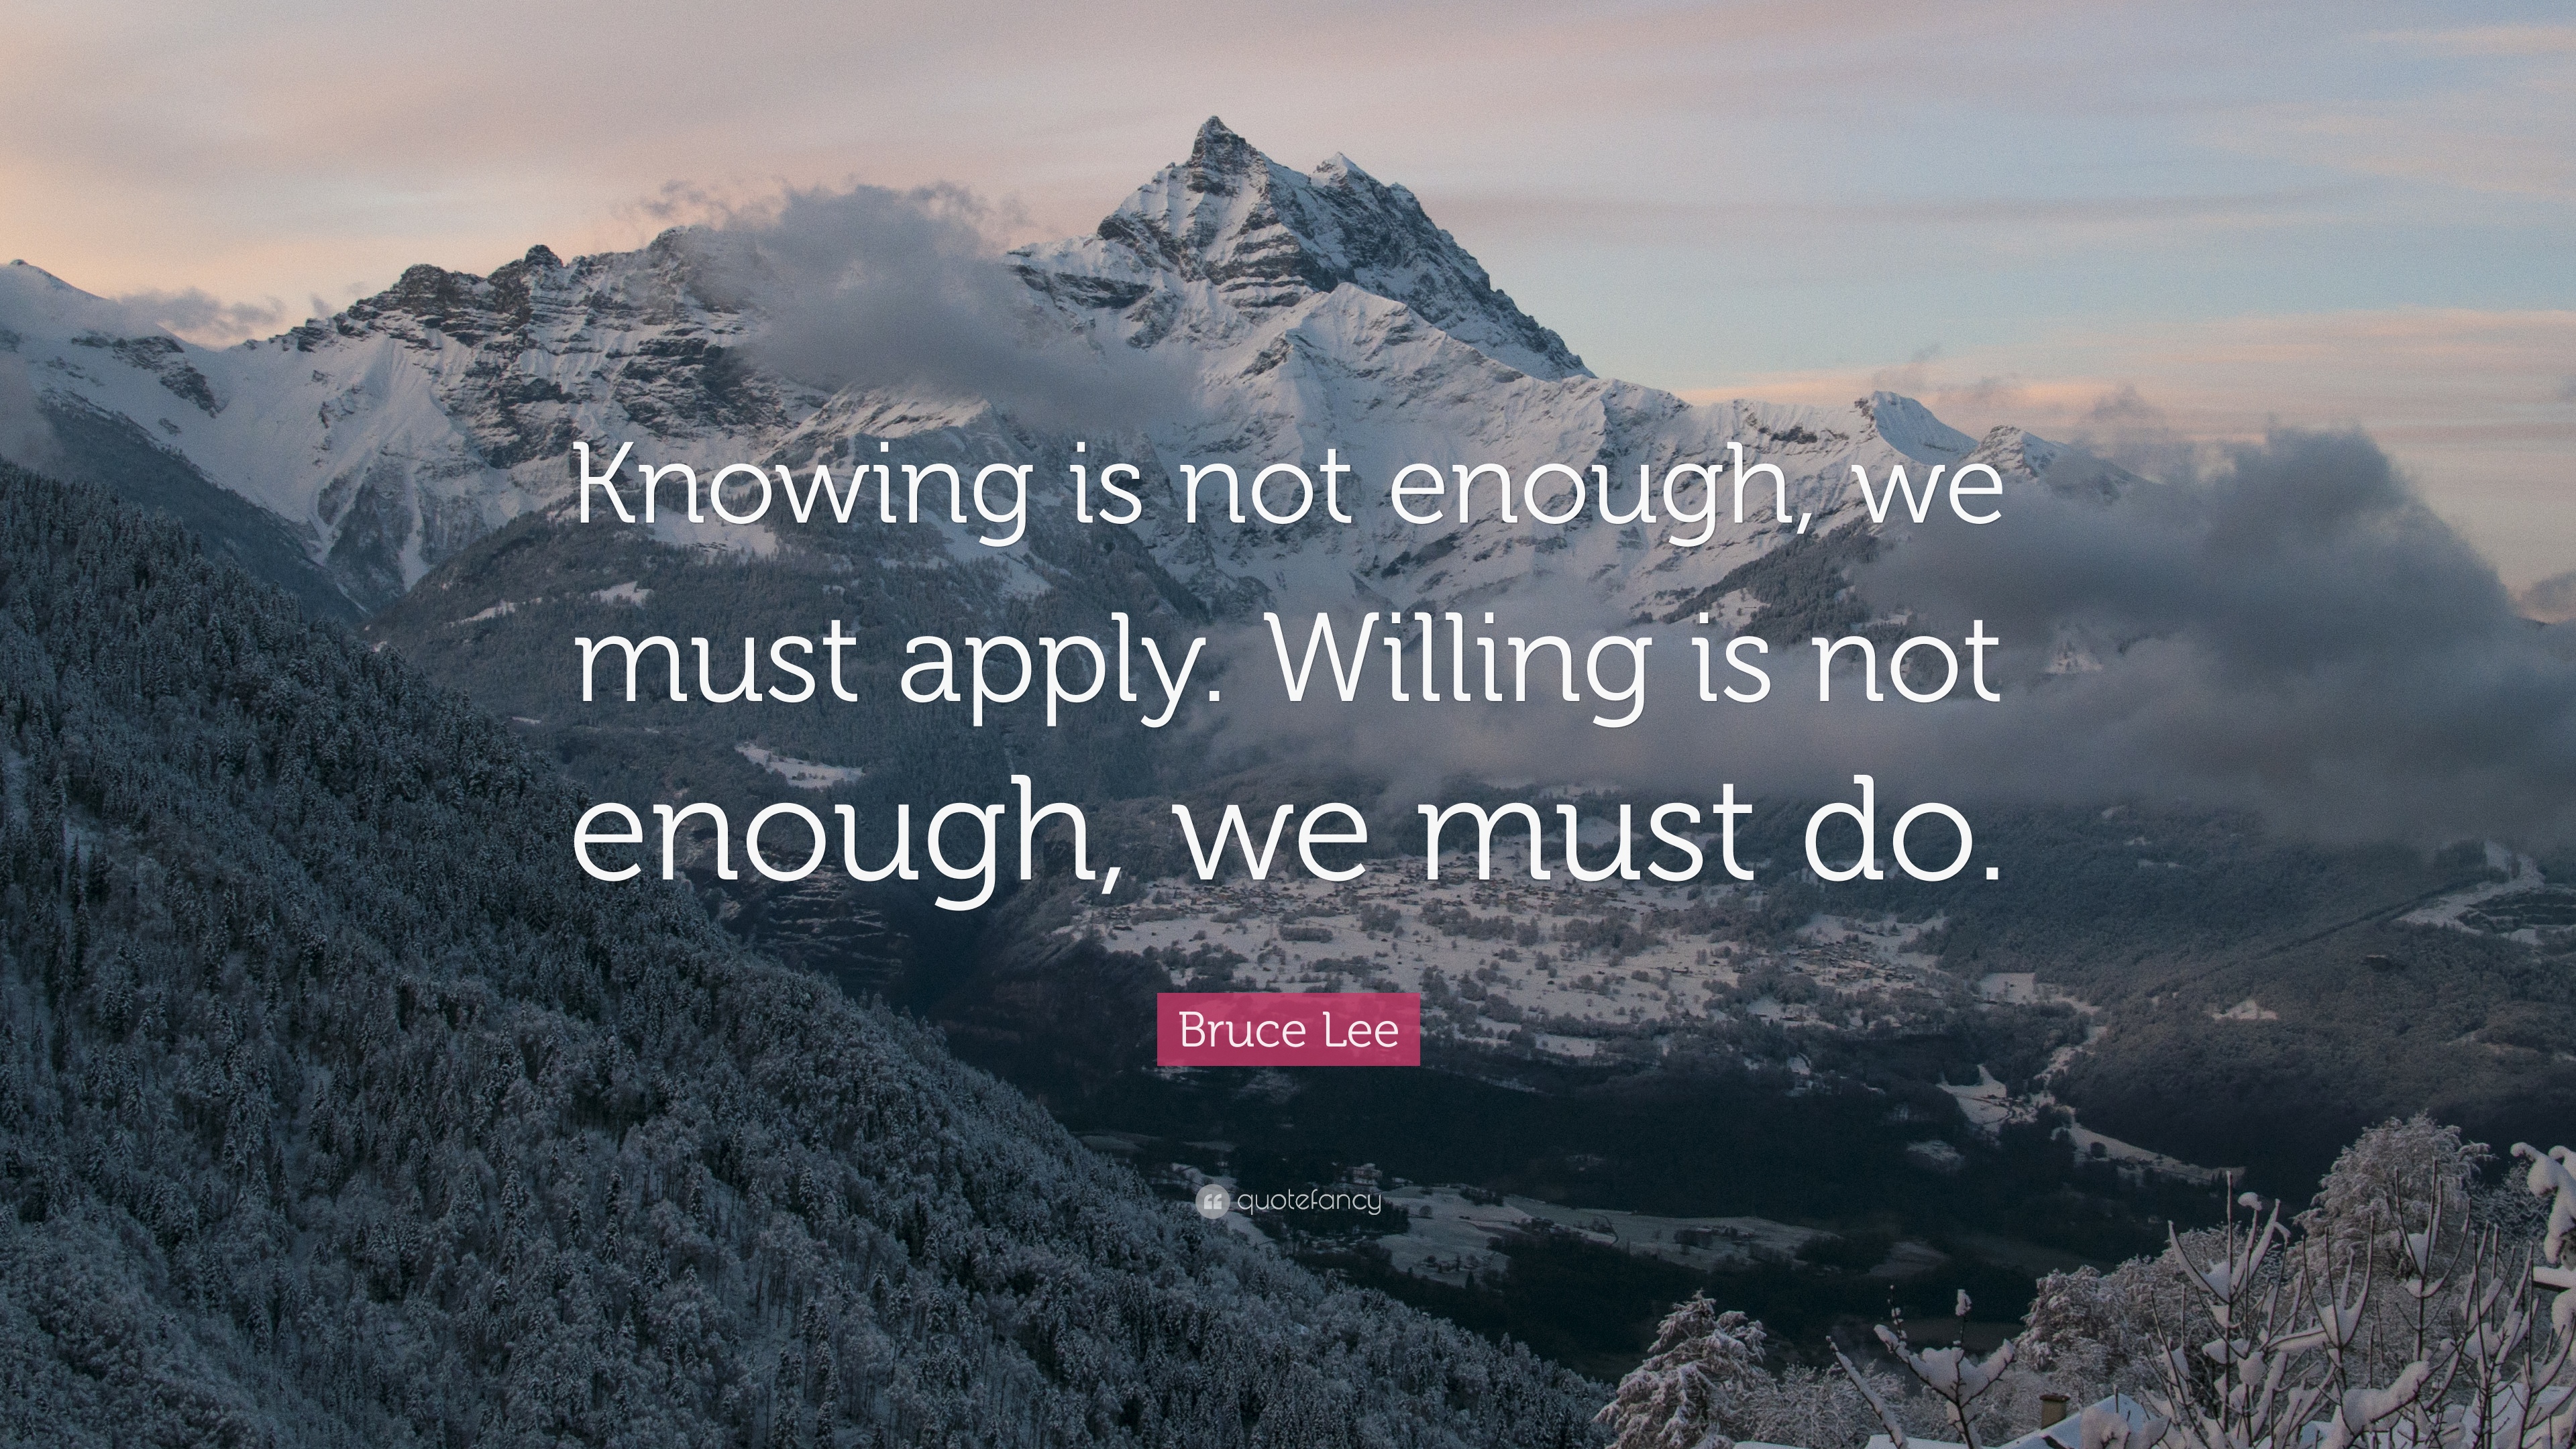 Knowing is not enough, we
must apply. Willing is not
enough, we must do.
Bruce Lee
quotefancy